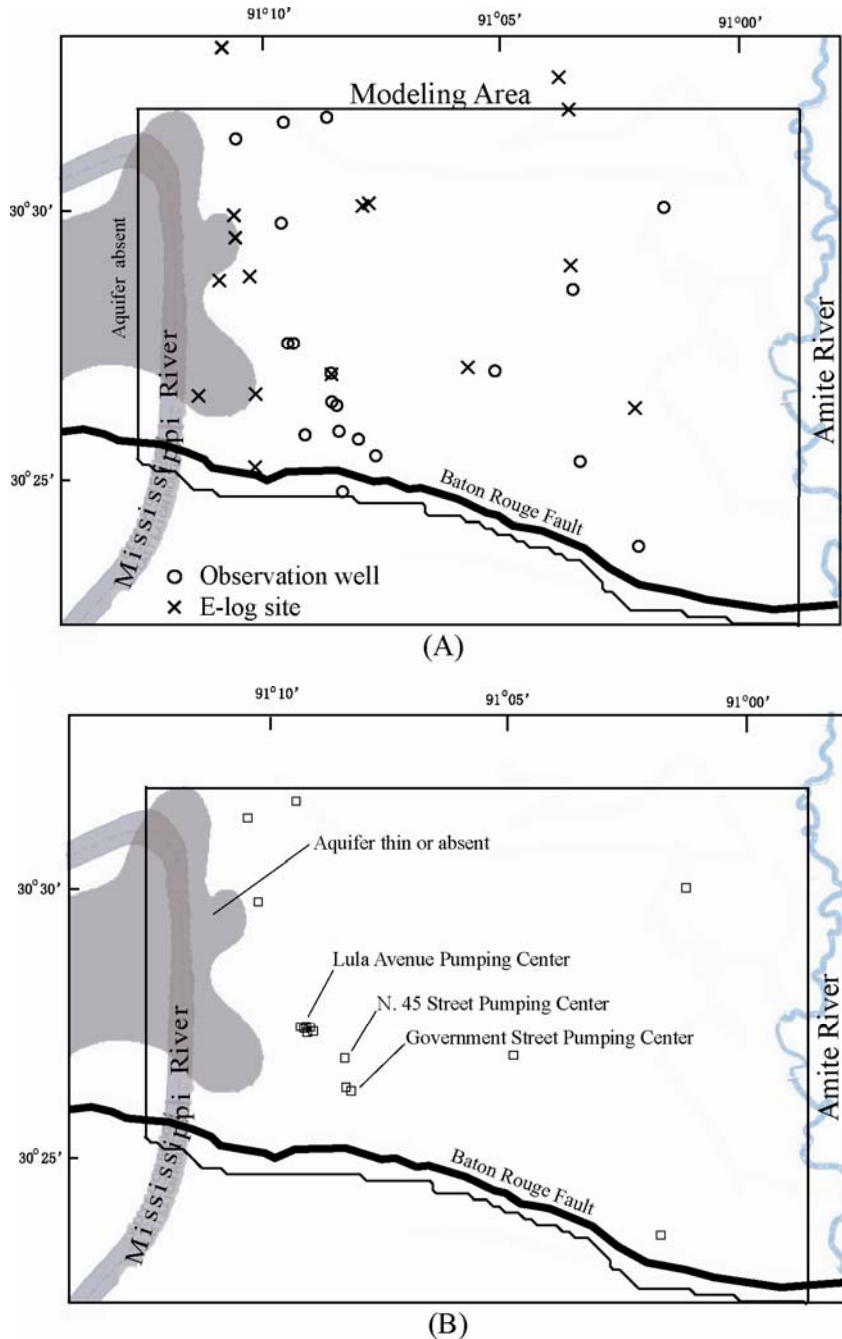 91°10' 91°05' 91°00'
Modeling Area
30°30'
Aquifer absent
Mississippi River
Amite River
Baton Rouge Fault
30°25'
Observation well
E-log site
(A)
91°10' 91°05' 91°00'
Aquifer thin or absent
30°30'
Lula Avenue Pumping Center
N. 45 Street Pumping Center
Government Street Pumping Center
Mississippi River
Amite River
Baton Rouge Fault
30°25'
(B)